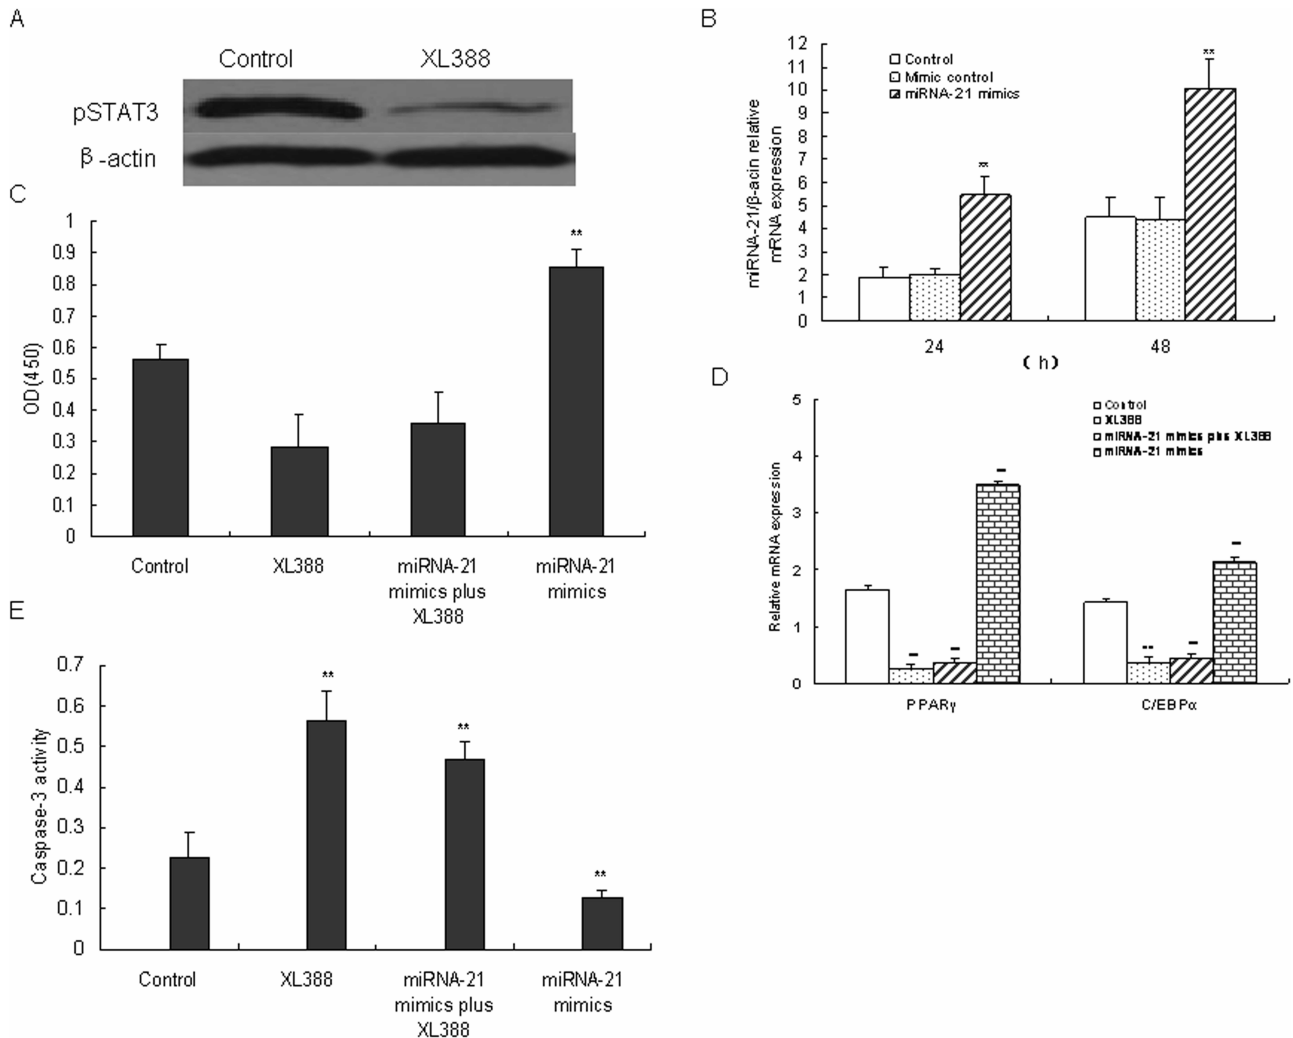 A
Control XL388
pSTAT3
β-actin
B
12
11
10
9
8
7
6
5
4
3
2
1
0
miRNA-21/β-acin relative
mRNA expression
Control
Mimic control
miRNA-21 mimics
**
**
24 48
( h)
C
1
0.9
0.8
0.7
0.6
0.5
0.4
0.3
0.2
0.1
0
OD(450)
**
Control XL388 miRNA-21 miRNA-21
mimics plus mimics
XL388
D
5
4
3
2
1
0
Relative mRNA expression
Control
XL388
miRNA-21 mimics plus XL388
miRNA-21 mimics
**
PPARγ C/EBPα
E
0.7
0.6
0.5
0.4
0.3
0.2
0.1
0
Caspase-3 activity
**
**
**
Control XL388 miRNA-21 miRNA-21
mimics plus mimics
XL388